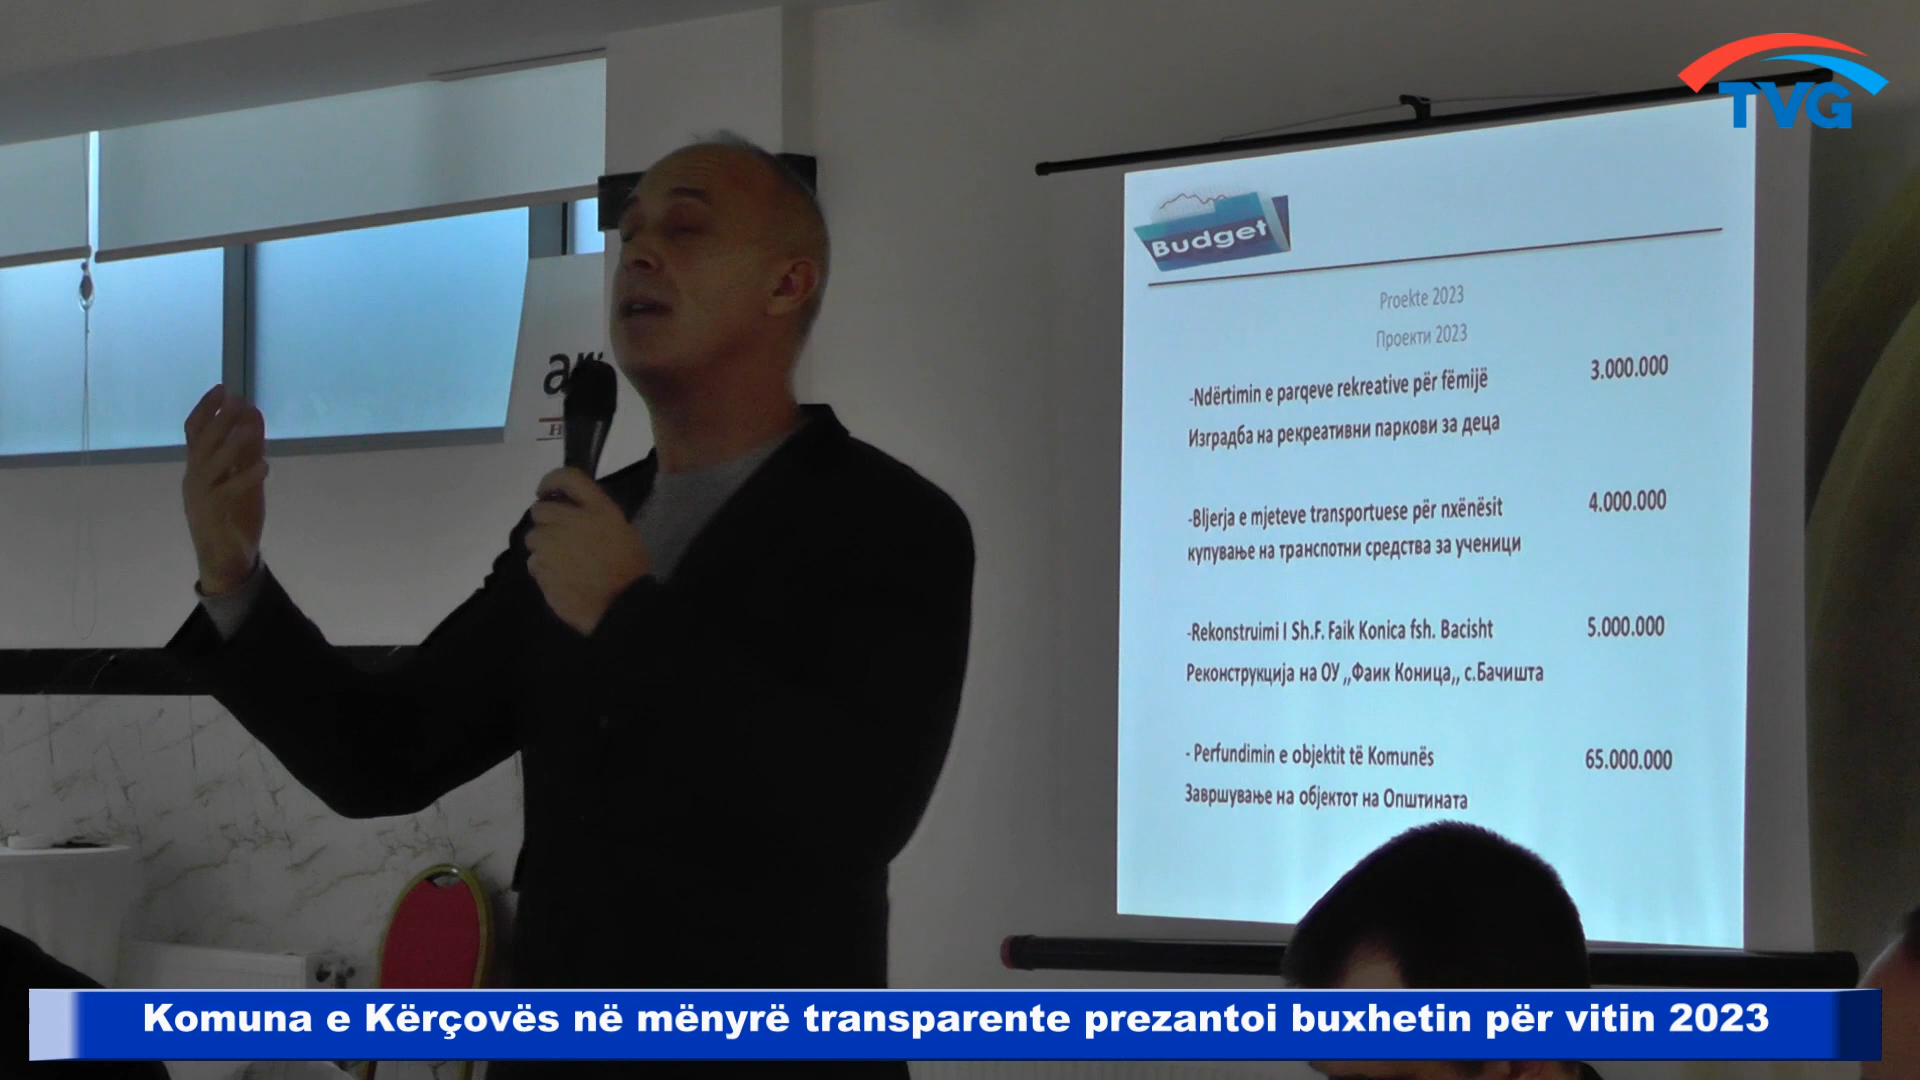 TVG
Budget
Proekte 2023
Проекти 2023
-Ndërtimin e parqeve rekreative për fëmijë 3.000.000
Изградба на рекреативни паркови за деца
-Bljerja e mjeteve transportuese për nxënësit 4.000.000
купување на транспотни средства за ученици
-Rekonstruimi I Sh.F. Faik Konica fsh. Bacisht 5.000.000
Реконструкција на ОУ ,,Фаик Коница,, с.Бачишта
- Perfundimin e objektit të Komunës 65.000.000
Завршување на објектот на Општината
Komuna e Kërçovës në mënyrë transparente prezantoi buxhetin për vitin 2023